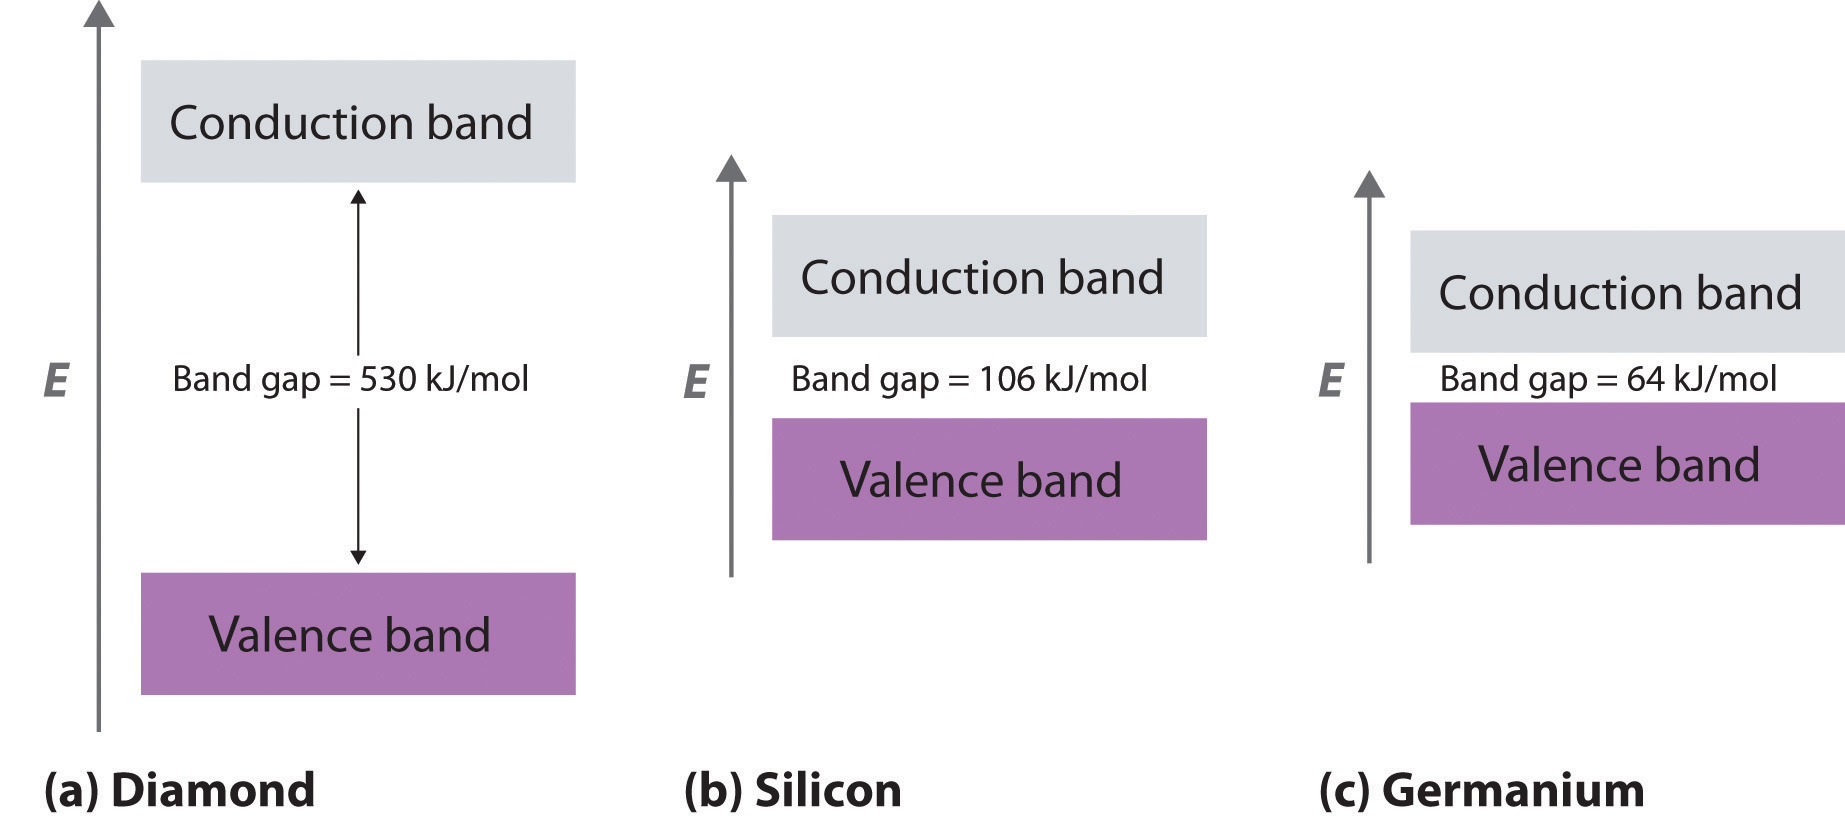 Conduction band
E
Band gap = 530 kJ/mol
Valence band
(a) Diamond
Conduction band
E
Band gap = 106 kJ/mol
Valence band
(b) Silicon
Conduction band
E
Band gap = 64 kJ/mol
Valence band
(c) Germanium